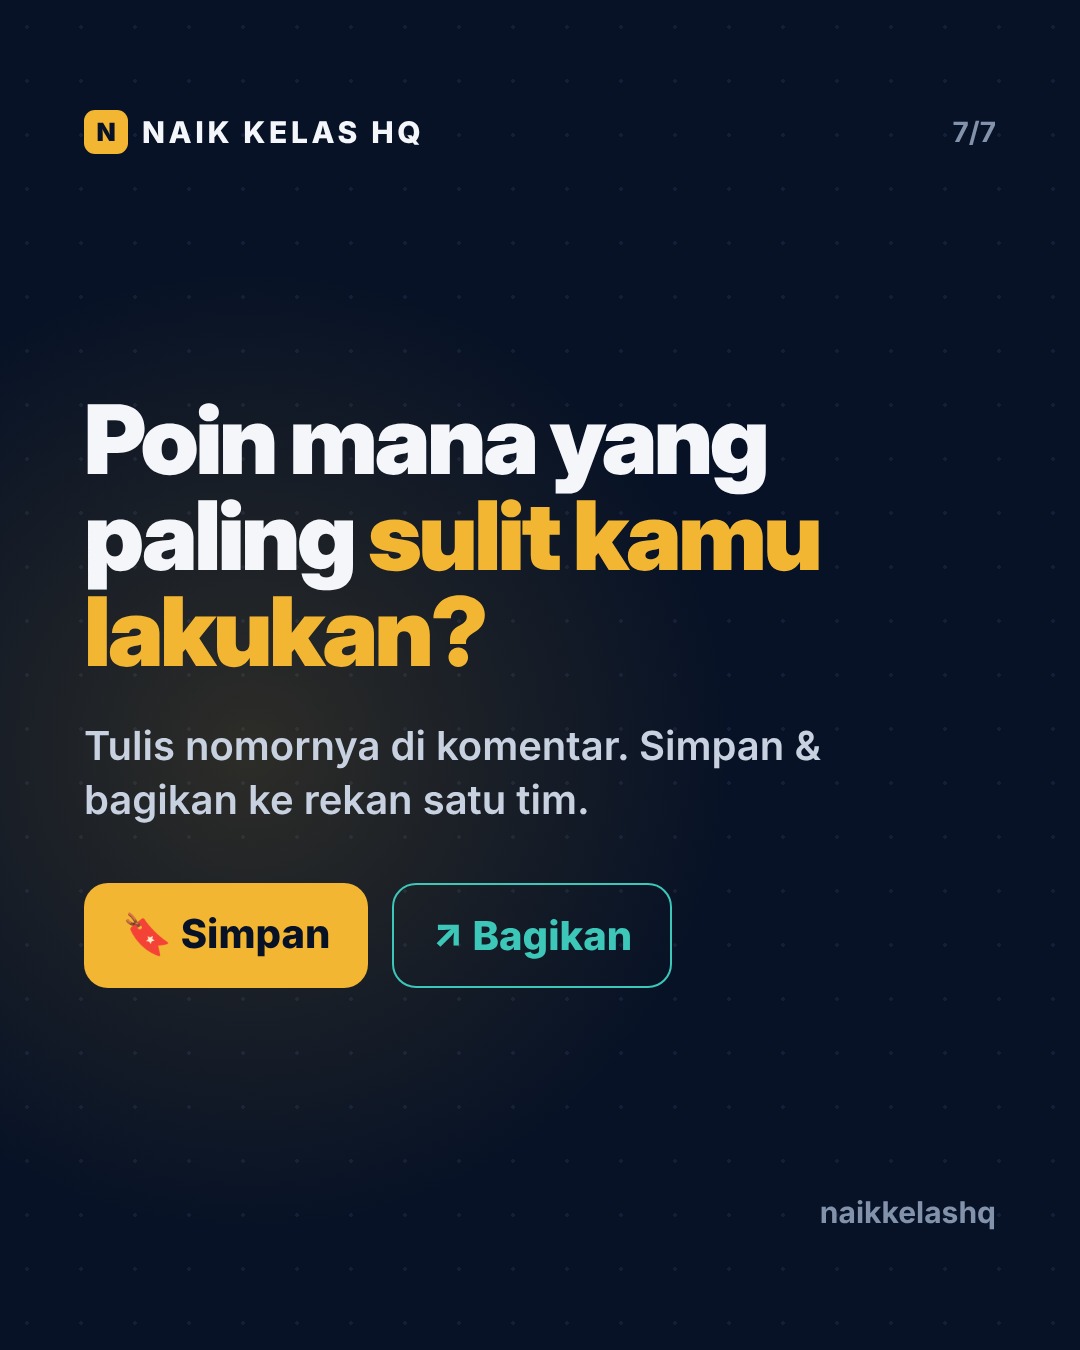 N NAIK KELAS HQ
7/7
Poin mana yang
paling sulit kamu
lakukan?
Tulis nomornya di komentar. Simpan &
bagikan ke rekan satu tim.
🔖 Simpan
↗ Bagikan
naikkelashq